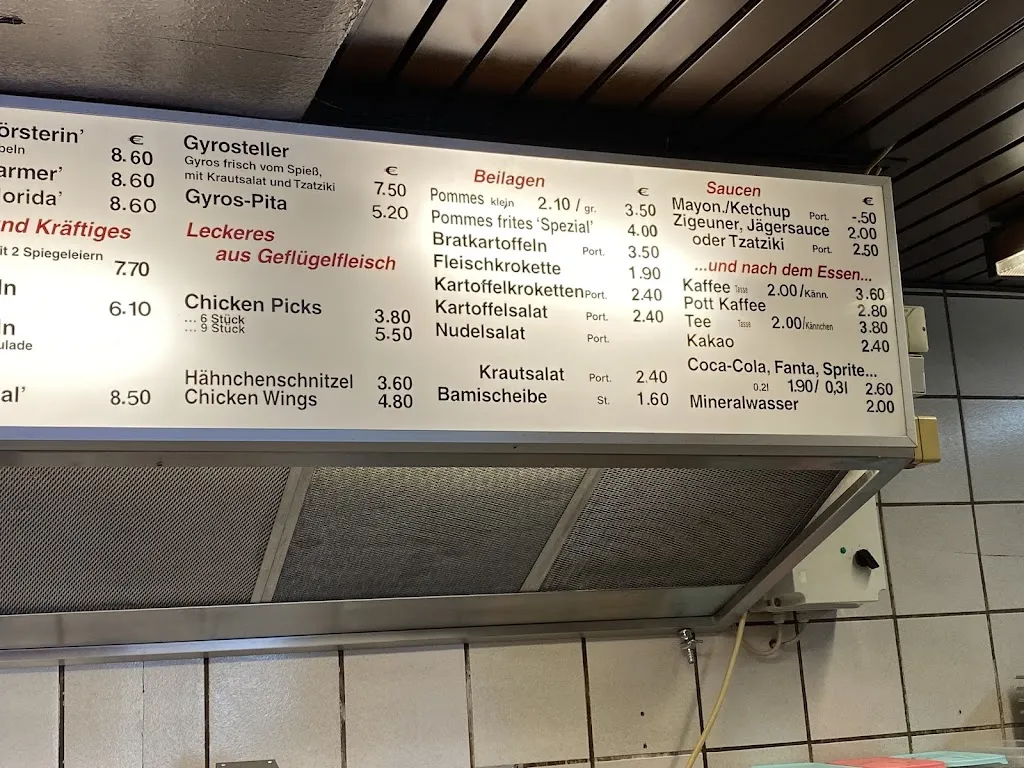 örsterin' €
beln 8.60
armer' 8.60
lorida' 8.60
nd Kräftiges
it 2 Spiegeleiern
7.70
ln
6.10
ln
ulade
al' 8.50
Gyrosteller
Gyros frisch vom Spieß, €
mit Krautsalat und Tzatziki 7.50
Gyros-Pita 5.20
Leckeres
aus Geflügelfleisch
Chicken Picks
... 6 Stück 3.80
... 9 Stück 5.50
Hähnchenschnitzel 3.60
Chicken Wings 4.80
Beilagen €
Pommes klein 2.10 / gr. 3.50
Pommes frites 'Spezial' 4.00
Bratkartoffeln Port. 3.50
Fleischkrokette 1.90
Kartoffelkroketten Port. 2.40
Kartoffelsalat Port. 2.40
Nudelsalat Port.
Krautsalat Port. 2.40
Bamischeibe St. 1.60
Saucen €
Mayon./Ketchup Port. -.50
Zigeuner, Jägersauce 2.00
oder Tzatziki Port. 2.50
...und nach dem Essen...
Kaffee Tasse 2.00/Känn. 3.60
Pott Kaffee 2.80
Tee Tasse 2.00/Kännchen 3.80
Kakao 2.40
Coca-Cola, Fanta, Sprite...
0,2l 1.90/ 0,3l 2.60
Mineralwasser 2.00